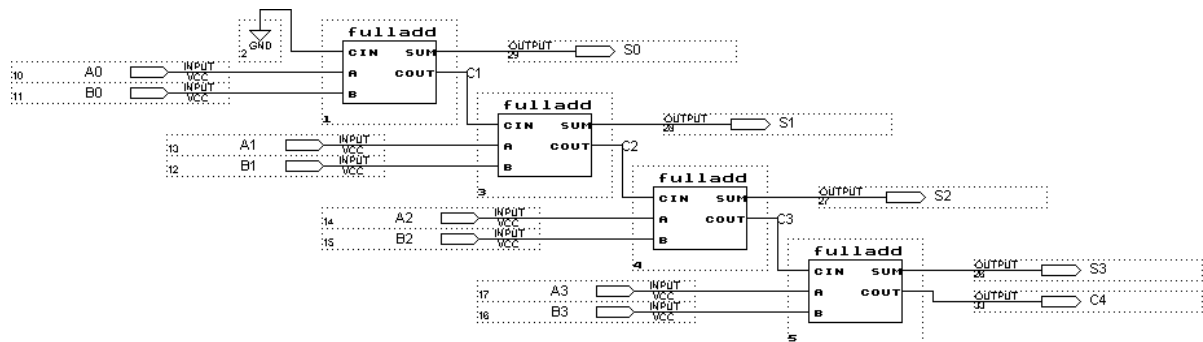 fulladd
2 GND
CIN SUM OUTPUT S0
29
10 A0 INPUT VCC A COUT C1
11 B0 INPUT VCC B
1
fulladd
CIN SUM OUTPUT S1
28
13 A1 INPUT VCC A COUT C2
12 B1 INPUT VCC B
3
fulladd
CIN SUM OUTPUT S2
27
14 A2 INPUT VCC A COUT C3
15 B2 INPUT VCC B
4
fulladd
CIN SUM OUTPUT S3
26
17 A3 INPUT VCC A COUT OUTPUT C4
33
16 B3 INPUT VCC B
5